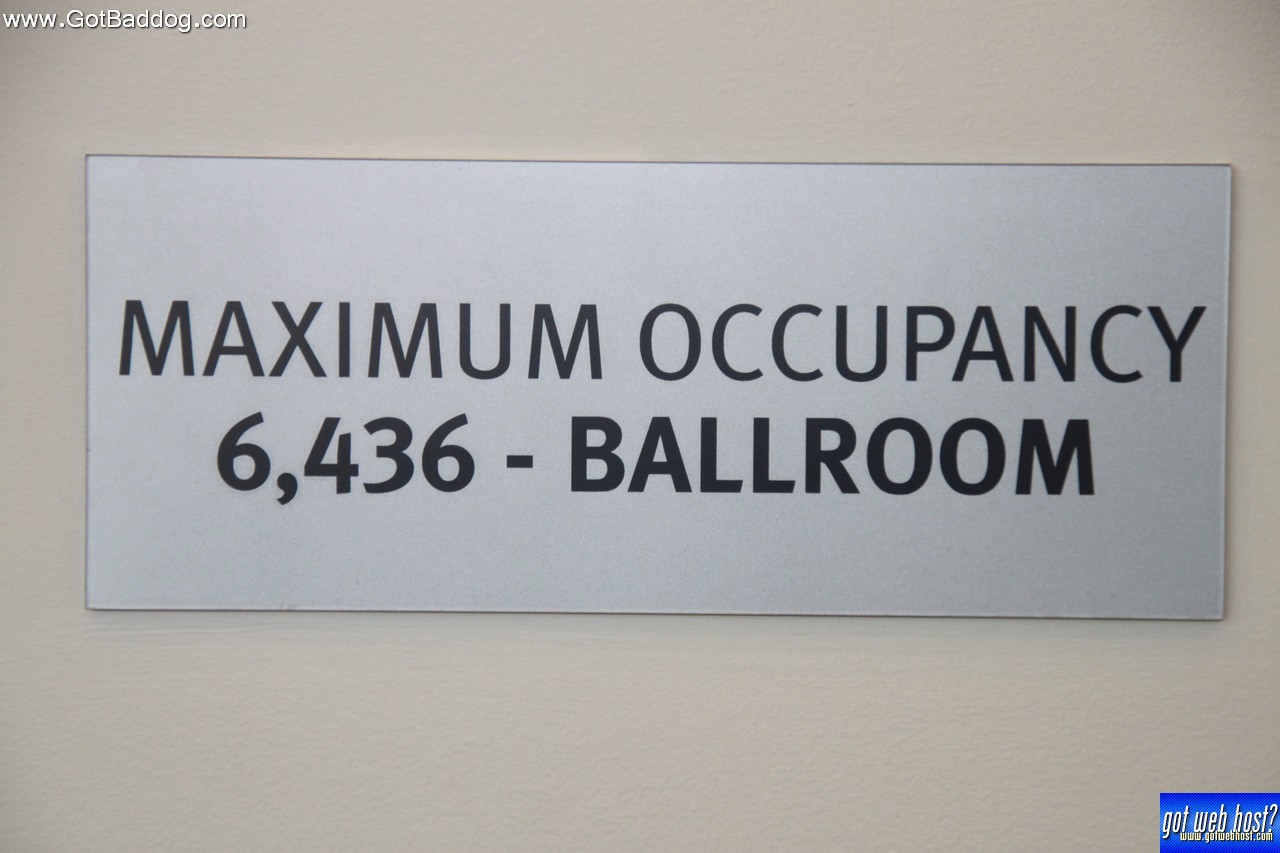 www.GotBaddog.com
MAXIMUM OCCUPANCY
6,436 - BALLROOM
got web host?
www.gotwebhost.com